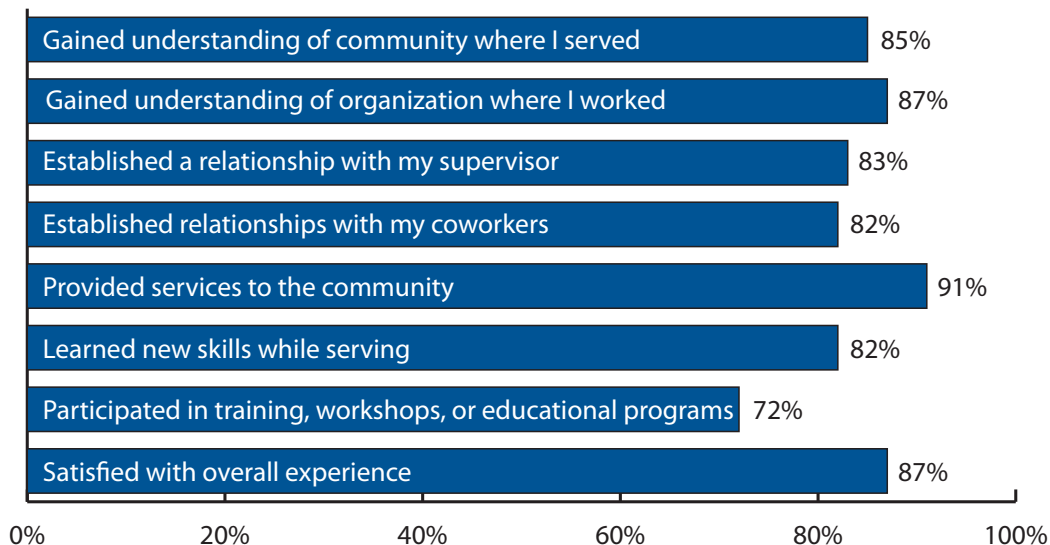 Gained understanding of community where I served 85%
Gained understanding of organization where I worked 87%
Established a relationship with my supervisor 83%
Established relationships with my coworkers 82%
Provided services to the community 91%
Learned new skills while serving 82%
Participated in training, workshops, or educational programs 72%
Satisfied with overall experience 87%
0% 20% 40% 60% 80% 100%